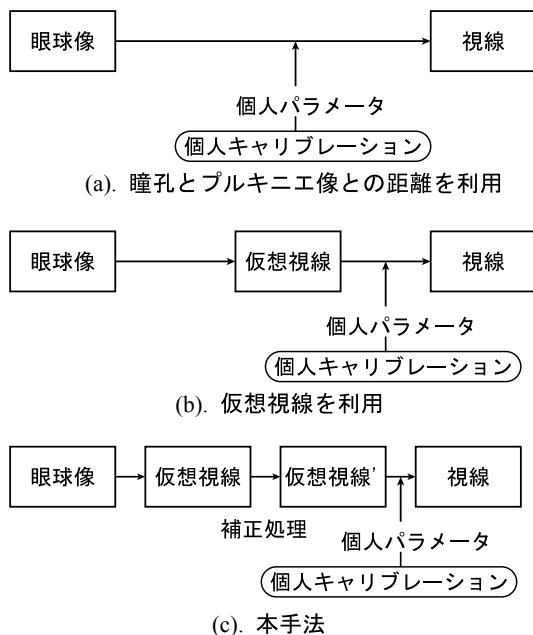 眼球像
視線
個人パラメータ
個人キャリブレーション
(a). 瞳孔とプルキニエ像との距離を利用
眼球像
仮想視線
視線
個人パラメータ
個人キャリブレーション
(b). 仮想視線を利用
眼球像
仮想視線
仮想視線'
視線
補正処理
個人パラメータ
個人キャリブレーション
(c). 本手法